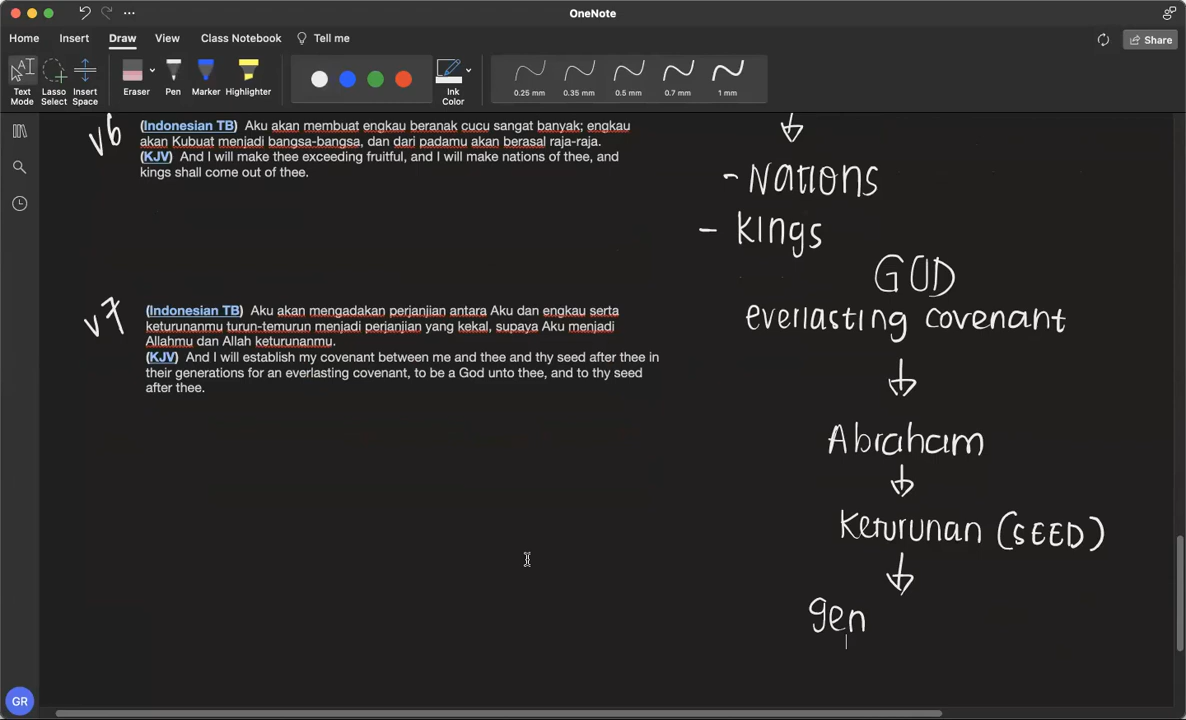 OneNote
Home Insert Draw View Class Notebook Tell me
Share
Text Mode
Lasso Select
Insert Space
Eraser
Pen
Marker
Highlighter
Ink Color
0.25 mm 0.35 mm 0.5 mm 0.7 mm 1 mm
v6
(Indonesian TB) Aku akan membuat engkau beranak cucu sangat banyak; engkau
akan Kubuat menjadi bangsa-bangsa, dan dari padamu akan berasal raja-raja.
(KJV) And I will make thee exceeding fruitful, and I will make nations of thee, and
kings shall come out of thee.
v7
(Indonesian TB) Aku akan mengadakan perjanjian antara Aku dan engkau serta
keturunanmu turun-temurun menjadi perjanjian yang kekal, supaya Aku menjadi
Allahmu dan Allah keturunanmu.
(KJV) And I will establish my covenant between me and thee and thy seed after thee in
their generations for an everlasting covenant, to be a God unto thee, and to thy seed
after thee.
- Nations
- Kings
GOD
everlasting covenant
Abraham
Keturunan (SEED)
gen
GR